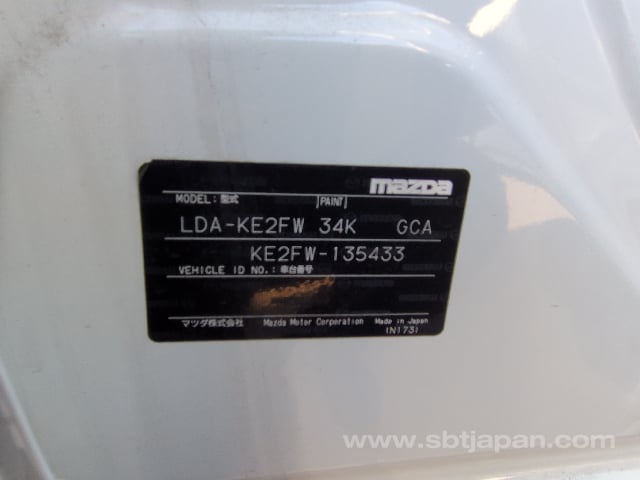 mazda
MODEL: 型式 [PAINT]
LDA-KE2FW 34K GCA
KE2FW-135433
VEHICLE ID NO.: 車台番号
マツダ株式会社 Mazda Motor Corporation Made in Japan
(N173)
www.sbtjapan.com